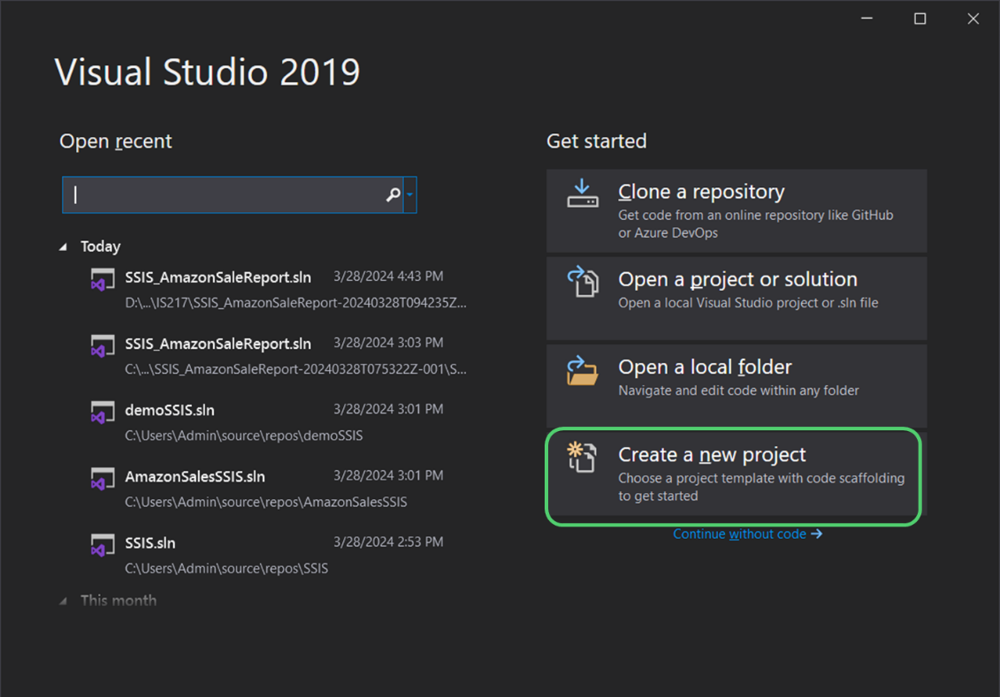 Visual Studio 2019
Open recent
Today
SSIS_AmazonSaleReport.sln 3/28/2024 4:43 PM
D:\...\IS217\SSIS_AmazonSaleReport-20240328T094235Z...
SSIS_AmazonSaleReport.sln 3/28/2024 3:03 PM
C:\...\SSIS_AmazonSaleReport-20240328T075322Z-001\S...
demoSSIS.sln 3/28/2024 3:01 PM
C:\Users\Admin\source\repos\demoSSIS
AmazonSalesSSIS.sln 3/28/2024 3:01 PM
C:\Users\Admin\source\repos\AmazonSalesSSIS
SSIS.sln 3/28/2024 2:53 PM
C:\Users\Admin\source\repos\SSIS
This month
Get started
Clone a repository
Get code from an online repository like GitHub
or Azure DevOps
Open a project or solution
Open a local Visual Studio project or .sln file
Open a local folder
Navigate and edit code within any folder
Create a new project
Choose a project template with code scaffolding
to get started
Continue without code →